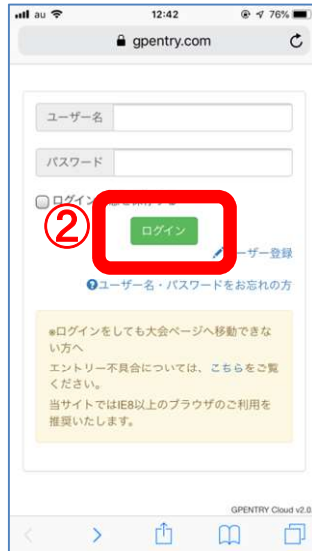 au 12:42 76%
gpentry.com
ユーザー名
パスワード
ログイン
②
ログイン
ーザー登録
ユーザー名・パスワードをお忘れの方
※ログインをしても大会ページへ移動できな
い方へ
エントリー不具合については、こちらをご覧
ください。
当サイトではIE8以上のブラウザのご利用を
推奨いたします。
GPENTRY Cloud v2.0